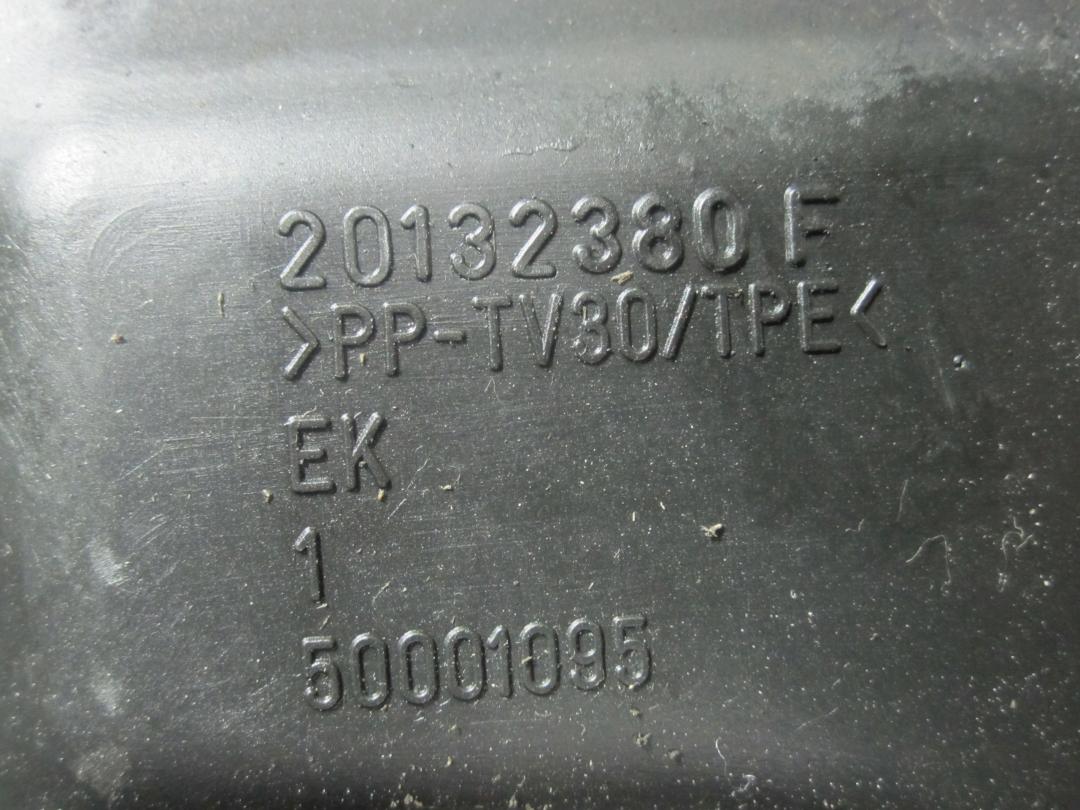 20132380 F
>PP-TV30/TPE<
EK
1
50001095